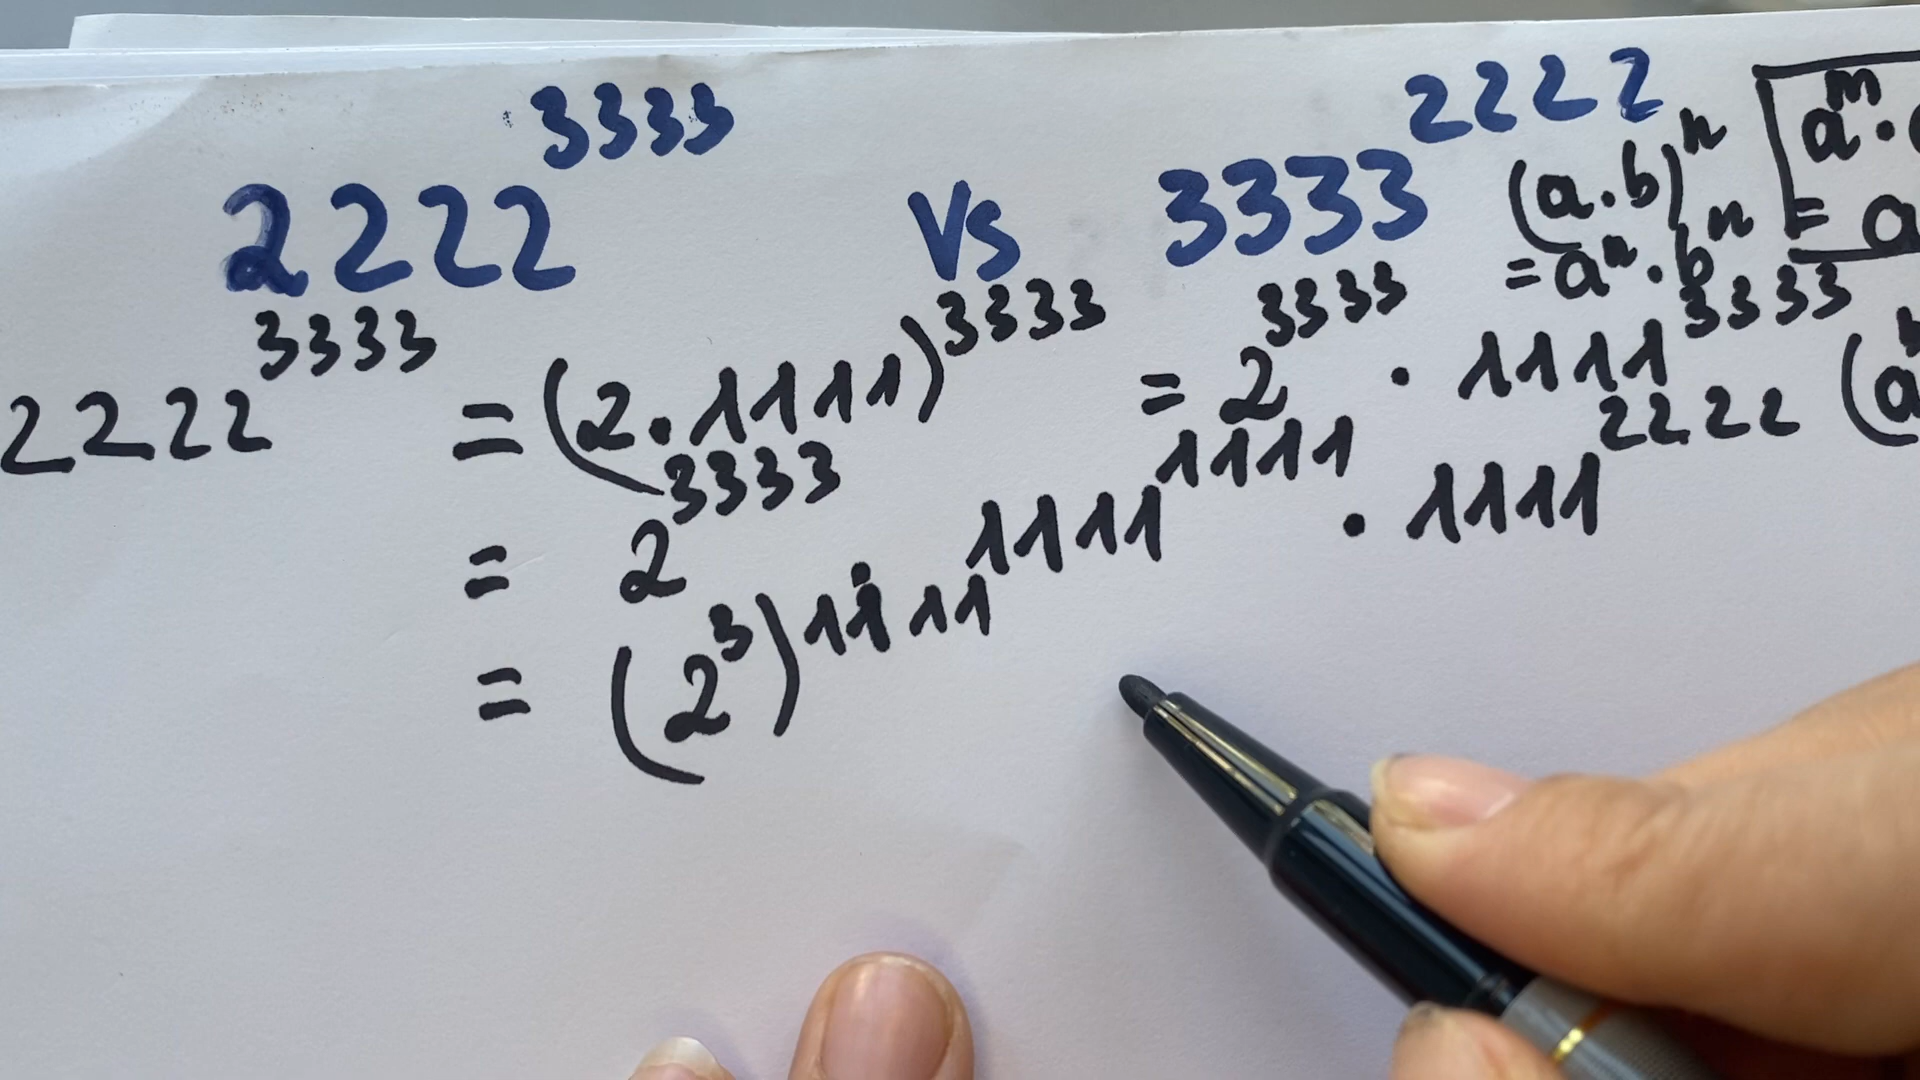 2222^3333 Vs 3333^2222
(a.b)^n = a^n . b^n
a^m . = a
2222^3333 = (2.1111)^3333 = 2^3333 . 1111^3333
= 2^3333 . 1111^1111 . 1111^2222
(a
= (2^3)^1111